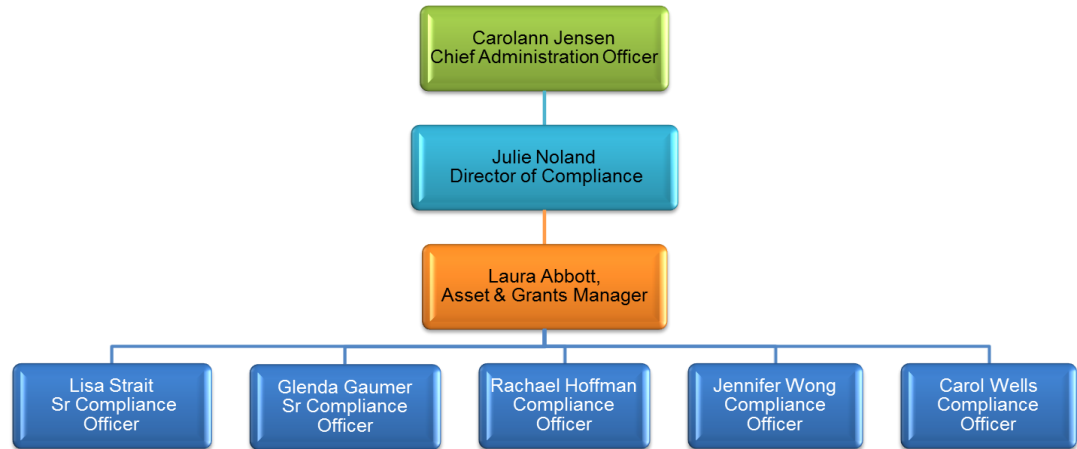 Carolann Jensen
Chief Administration Officer
Julie Noland
Director of Compliance
Laura Abbott,
Asset & Grants Manager
Lisa Strait
Sr Compliance
Officer
Glenda Gaumer
Sr Compliance
Officer
Rachael Hoffman
Compliance
Officer
Jennifer Wong
Compliance
Officer
Carol Wells
Compliance
Officer